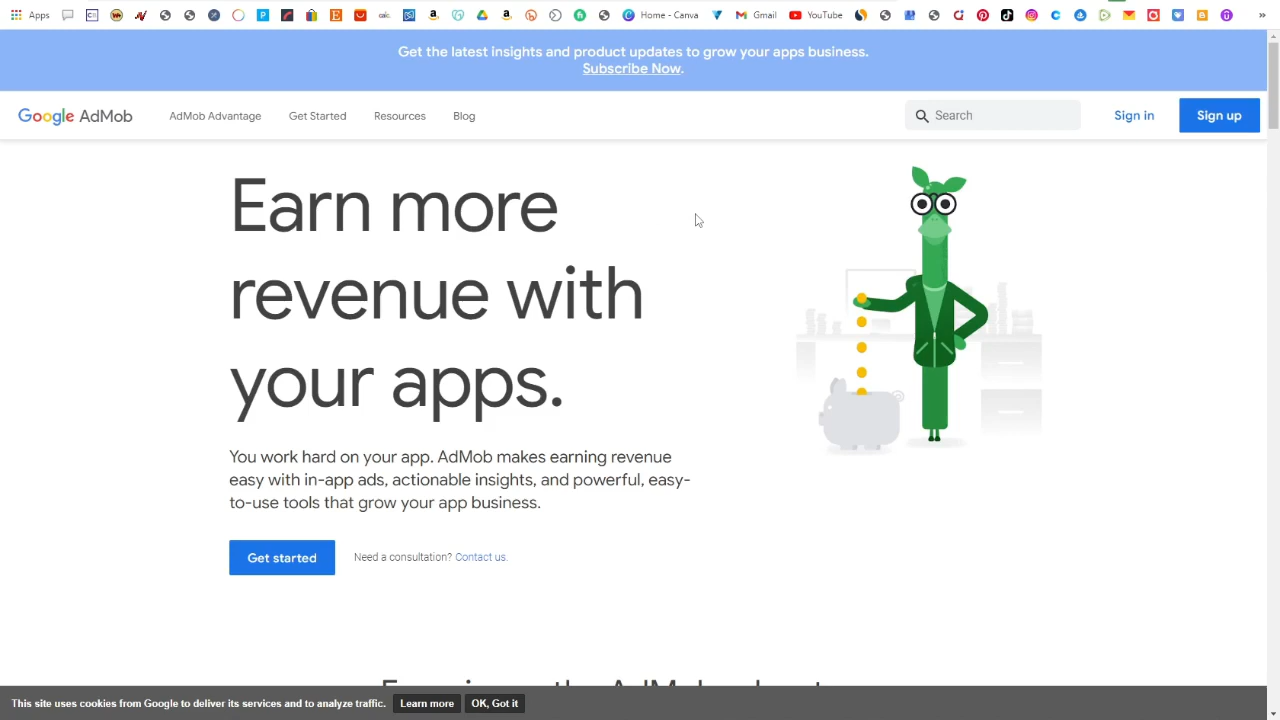 Apps
Home - Canva
Gmail
YouTube
Get the latest insights and product updates to grow your apps business.
Subscribe Now.
Google AdMob
AdMob Advantage
Get Started
Resources
Blog
Search
Sign in
Sign up
Earn more
revenue with
your apps.
You work hard on your app. AdMob makes earning revenue
easy with in-app ads, actionable insights, and powerful, easy-
to-use tools that grow your app business.
Get started
Need a consultation? Contact us.
This site uses cookies from Google to deliver its services and to analyze traffic.
Learn more
OK, Got it